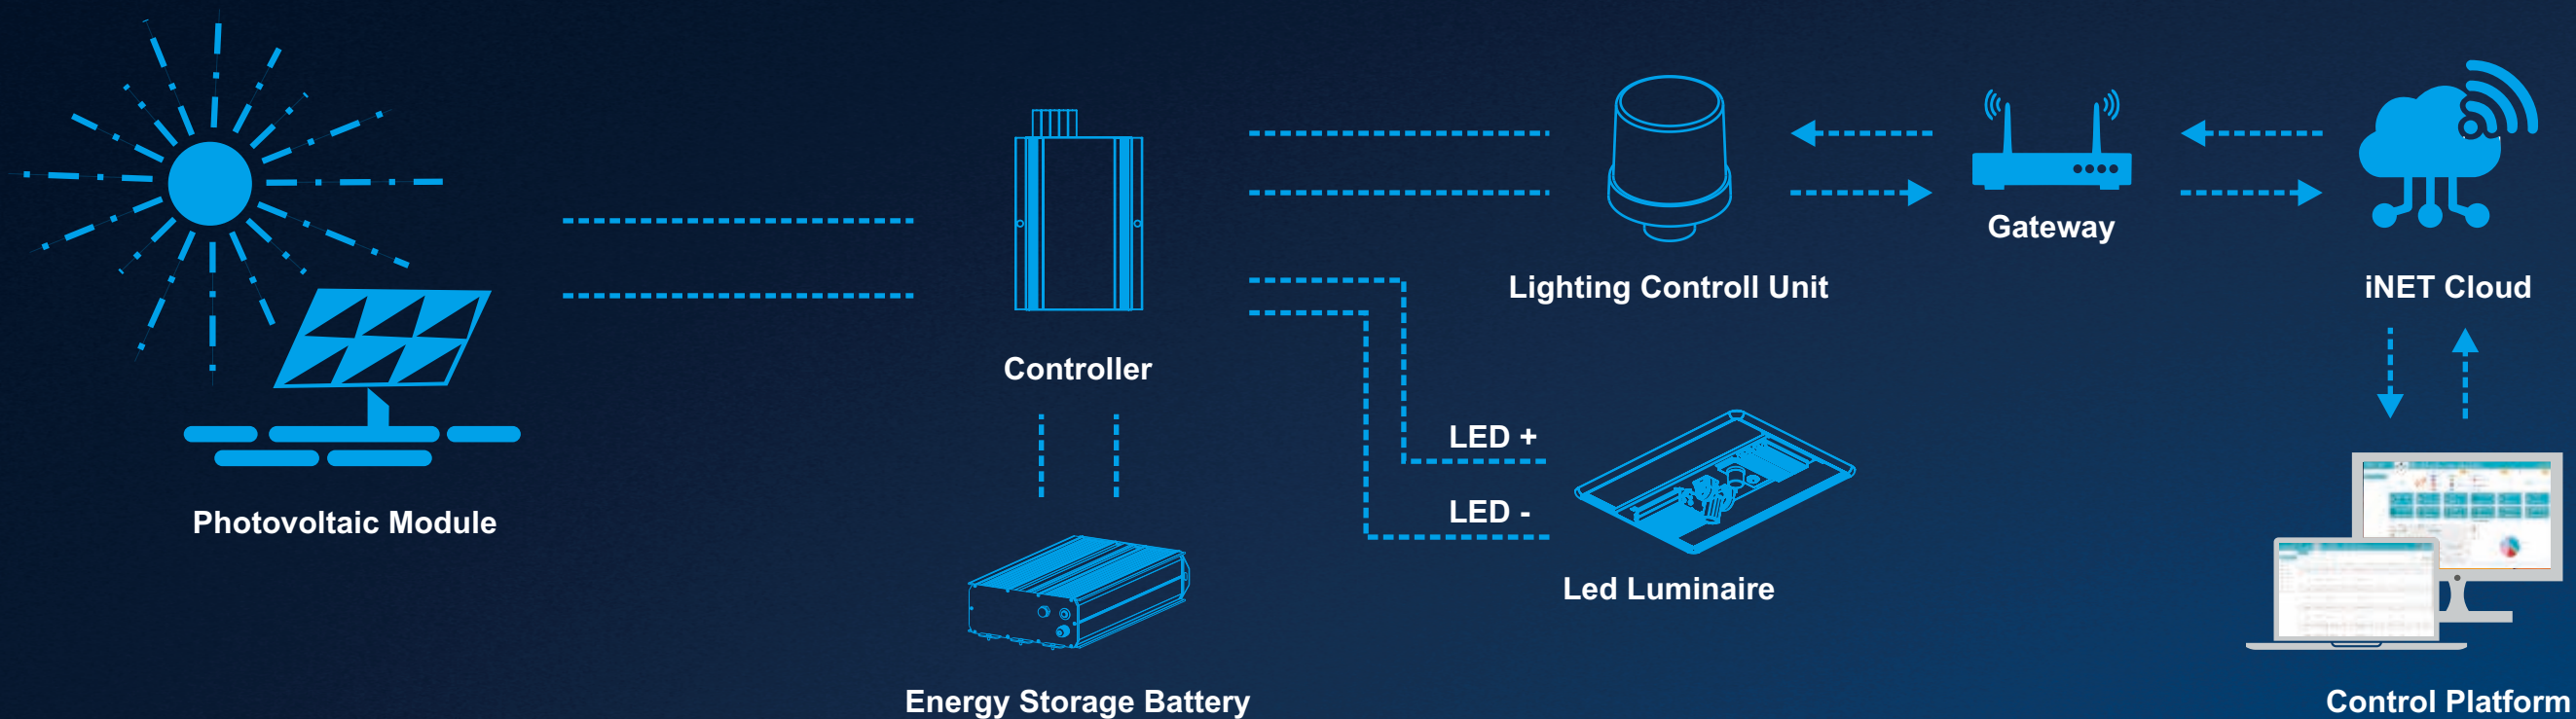 Gateway
Lighting Controll Unit
iNET Cloud
Controller
LED +
LED -
Photovoltaic Module
Led Luminaire
Energy Storage Battery
Control Platform